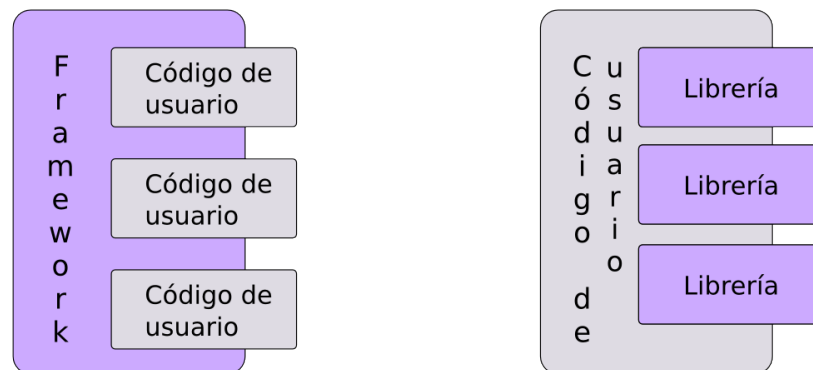 Framework
Código de
usuario
Código de
usuario
Código de
usuario
Código de
usuario
Librería
Librería
Librería